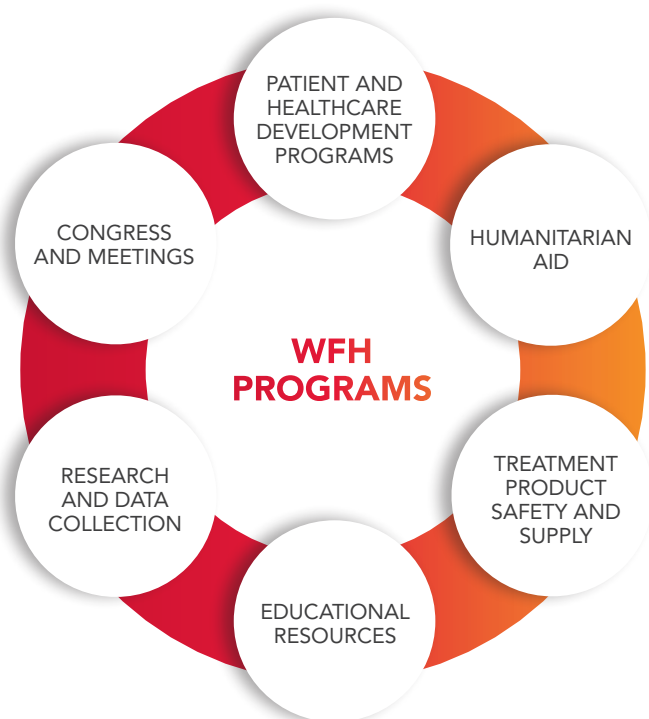 PATIENT AND
HEALTHCARE
DEVELOPMENT
PROGRAMS
HUMANITARIAN
AID
TREATMENT
PRODUCT
SAFETY AND
SUPPLY
EDUCATIONAL
RESOURCES
RESEARCH
AND DATA
COLLECTION
CONGRESS
AND MEETINGS
WFH
PROGRAMS